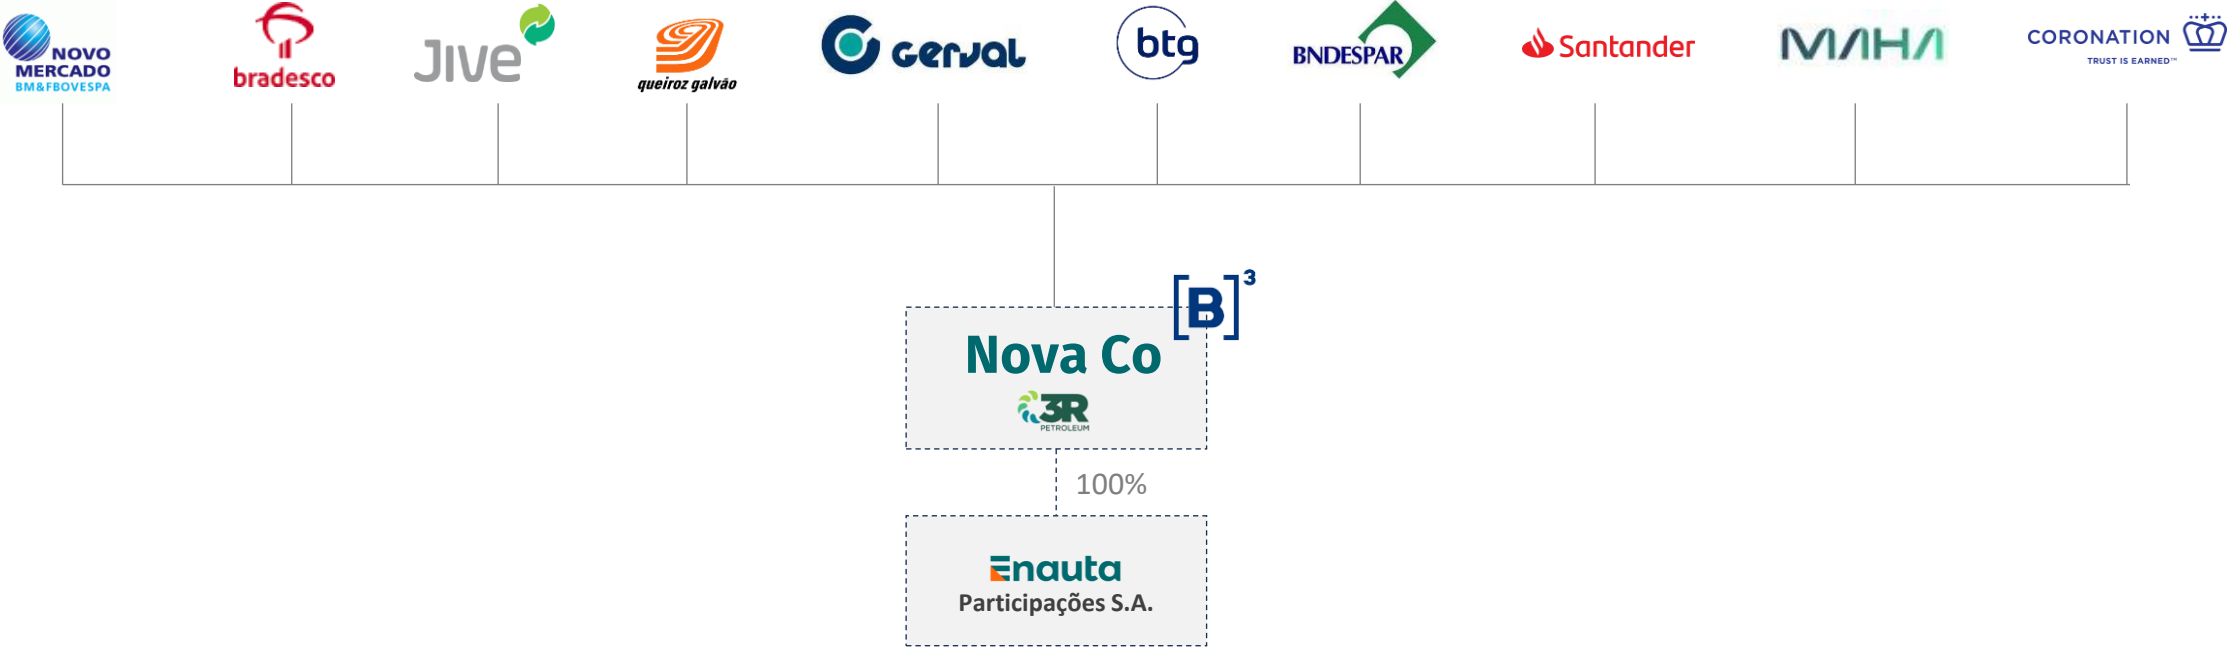 NOVO
MERCADO
BM&FBOVESPA
bradesco
Jive
queiroz galvão
Gerval
btg
BNDESPAR
Santander
MAHA
CORONATION
TRUST IS EARNED™
[B]³
Nova Co
3R
PETROLEUM
100%
Enauta
Participações S.A.